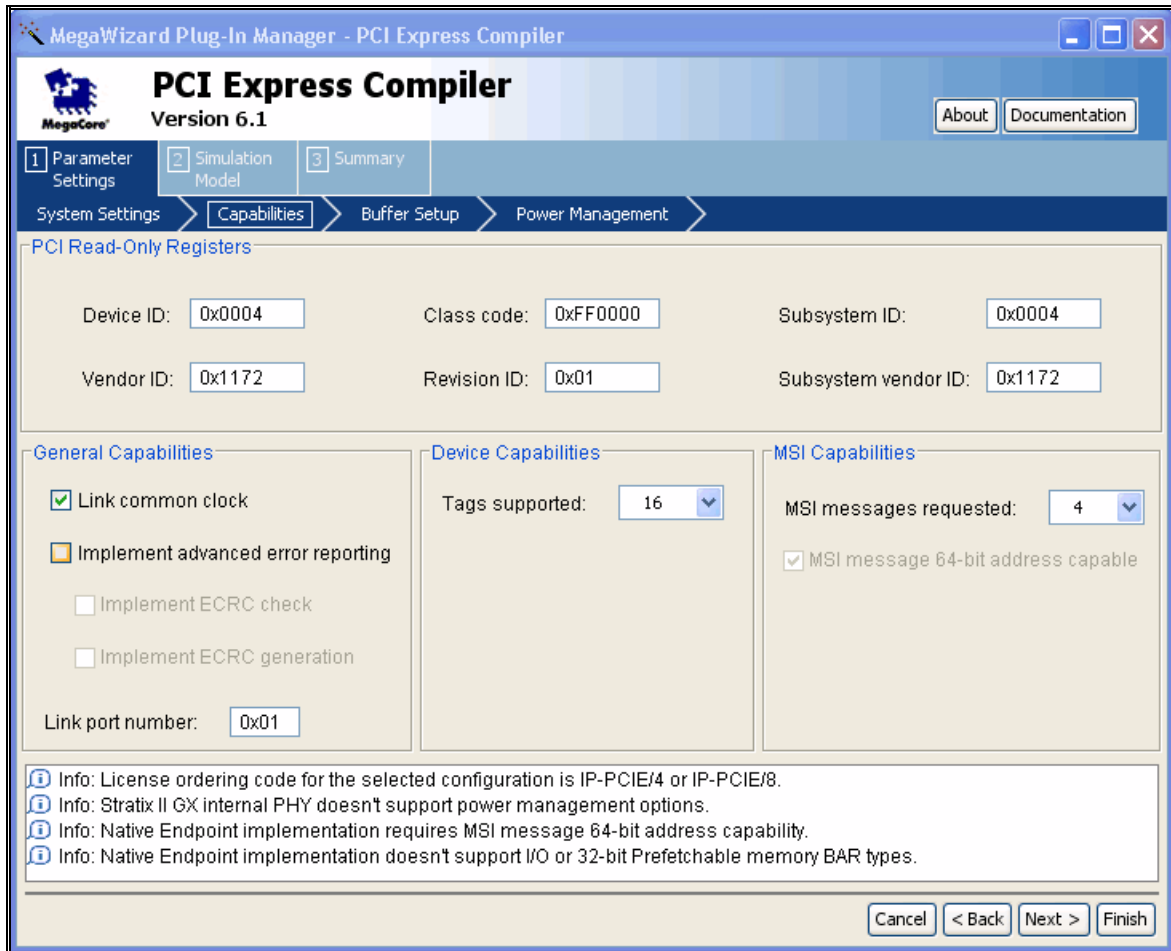 MegaWizard Plug-In Manager - PCI Express Compiler
MegaCore®
PCI Express Compiler
Version 6.1
About
Documentation
1 Parameter
Settings
2 Simulation
Model
3 Summary
System Settings
Capabilities
Buffer Setup
Power Management
PCI Read-Only Registers
Device ID: 0x0004
Class code: 0xFF0000
Subsystem ID: 0x0004
Vendor ID: 0x1172
Revision ID: 0x01
Subsystem vendor ID: 0x1172
General Capabilities
Link common clock
Implement advanced error reporting
Implement ECRC check
Implement ECRC generation
Link port number: 0x01
Device Capabilities
Tags supported: 16
MSI Capabilities
MSI messages requested: 4
MSI message 64-bit address capable
Info: License ordering code for the selected configuration is IP-PCIE/4 or IP-PCIE/8.
Info: Stratix II GX internal PHY doesn't support power management options.
Info: Native Endpoint implementation requires MSI message 64-bit address capability.
Info: Native Endpoint implementation doesn't support I/O or 32-bit Prefetchable memory BAR types.
Cancel
< Back
Next >
Finish